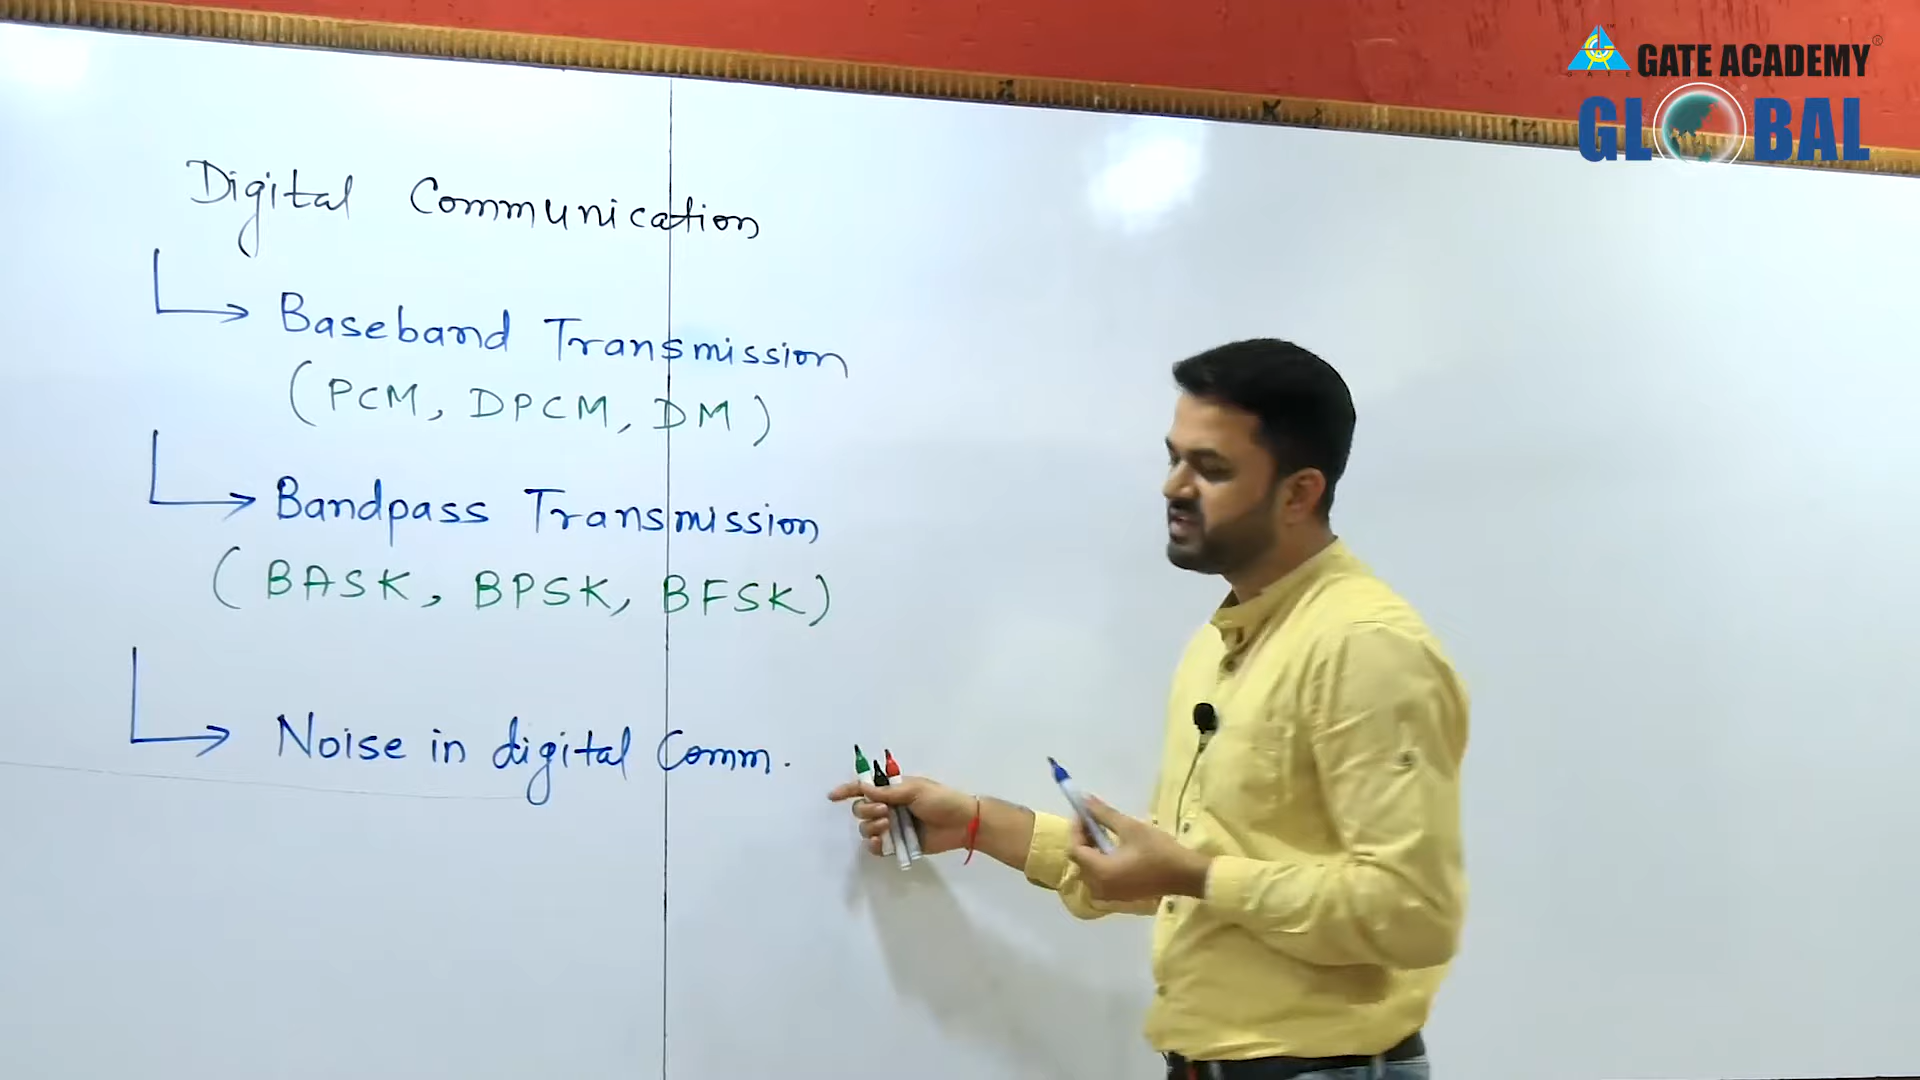 GATE ACADEMY
GLOBAL
Digital Communication
Baseband Transmission
(PCM, DPCM, DM)
Bandpass Transmission
(BASK, BPSK, BFSK)
Noise in digital Comm.